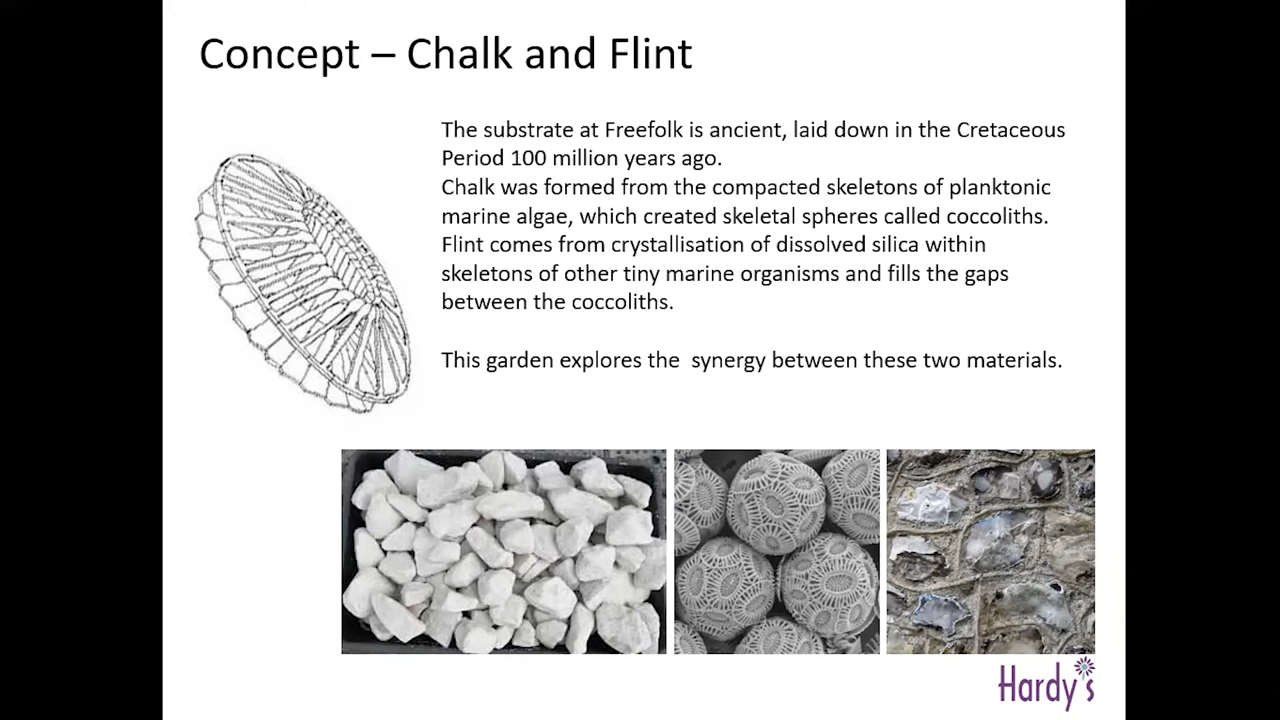 Concept – Chalk and Flint
The substrate at Freefolk is ancient, laid down in the Cretaceous
Period 100 million years ago.
Chalk was formed from the compacted skeletons of planktonic
marine algae, which created skeletal spheres called coccoliths.
Flint comes from crystallisation of dissolved silica within
skeletons of other tiny marine organisms and fills the gaps
between the coccoliths.
This garden explores the  synergy between these two materials.
Hardy's